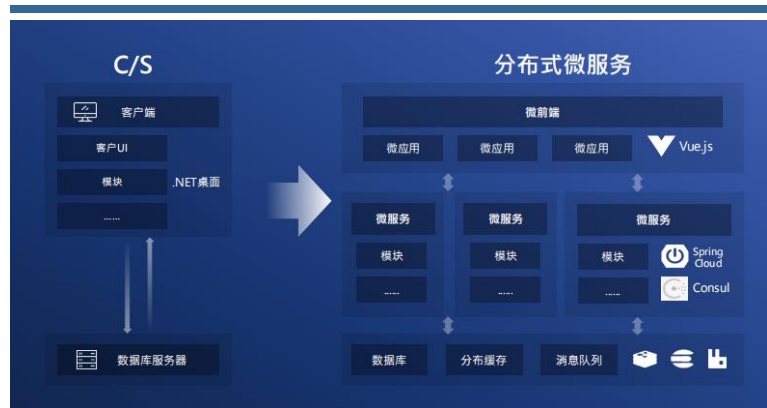 C/S
客户端
客户UI
模块
.NET桌面
......
数据库服务器
分布式微服务
微前端
微应用
微应用
微应用
Vue.js
微服务
模块
......
微服务
模块
......
微服务
模块
......
Spring
Cloud
Consul
数据库
分布缓存
消息队列